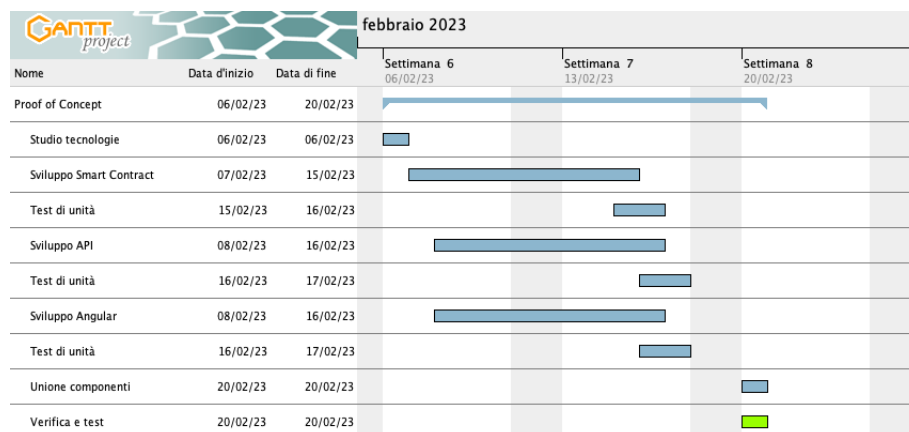 GANTT project
febbraio 2023
Settimana 6 Settimana 7 Settimana 8
Nome Data d'inizio Data di fine 06/02/23 13/02/23 20/02/23
Proof of Concept 06/02/23 20/02/23
Studio tecnologie 06/02/23 06/02/23
Sviluppo Smart Contract 07/02/23 15/02/23
Test di unità 15/02/23 16/02/23
Sviluppo API 08/02/23 16/02/23
Test di unità 16/02/23 17/02/23
Sviluppo Angular 08/02/23 16/02/23
Test di unità 16/02/23 17/02/23
Unione componenti 20/02/23 20/02/23
Verifica e test 20/02/23 20/02/23